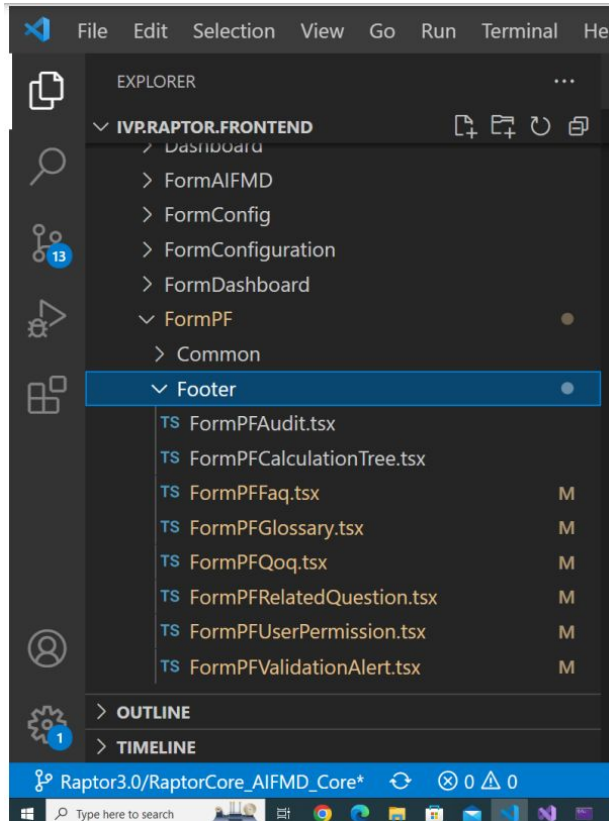 File Edit Selection View Go Run Terminal He
EXPLORER
IVP.RAPTOR.FRONTEND
Dashboard
FormAIFMD
FormConfig
FormConfiguration
FormDashboard
FormPF
Common
Footer
TS FormPFAudit.tsx
TS FormPFCalculationTree.tsx
TS FormPFFaq.tsx M
TS FormPFGlossary.tsx M
TS FormPFQoq.tsx M
TS FormPFRelatedQuestion.tsx M
TS FormPFUserPermission.tsx M
TS FormPFValidationAlert.tsx M
13
1
OUTLINE
TIMELINE
Raptor3.0/RaptorCore_AIFMD_Core* 0 0
Type here to search